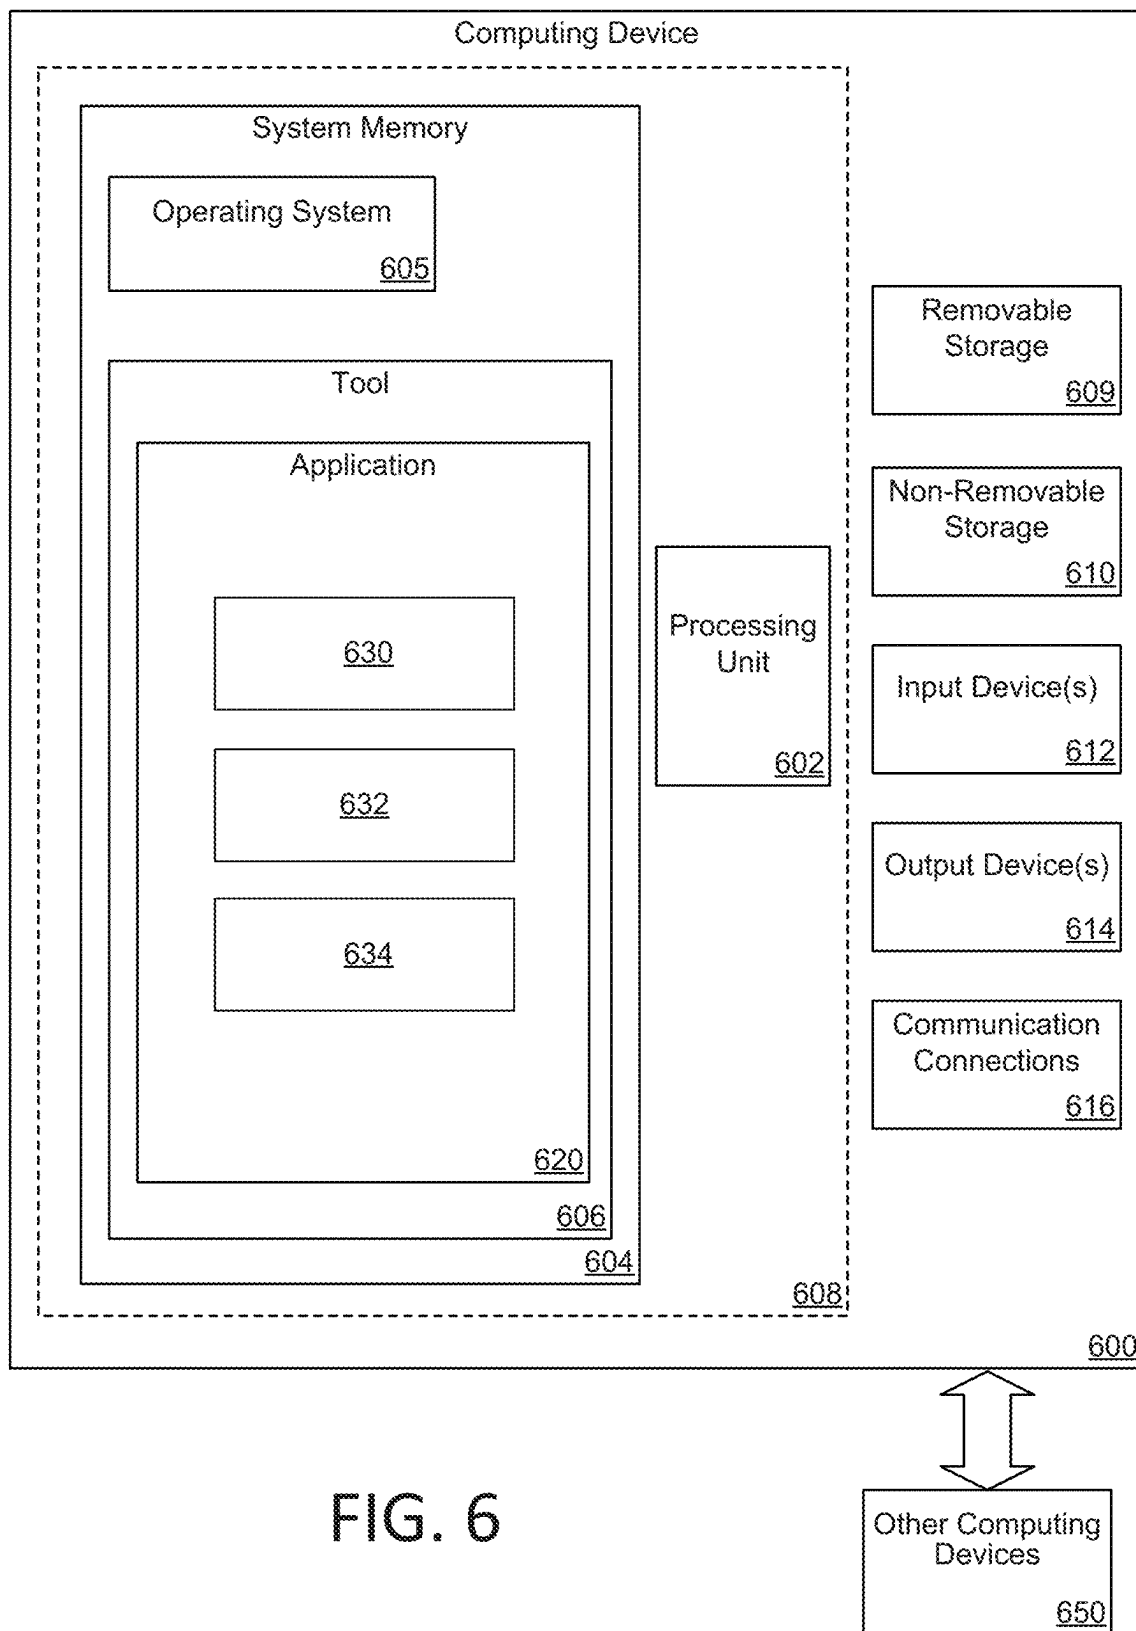 Computing Device
System Memory
Operating System
605
Tool
Application
630
632
634
620
606
604
Processing
Unit
602
608
Removable
Storage
609
Non-Removable
Storage
610
Input Device(s)
612
Output Device(s)
614
Communication
Connections
616
600
FIG. 6
Other Computing
Devices
650